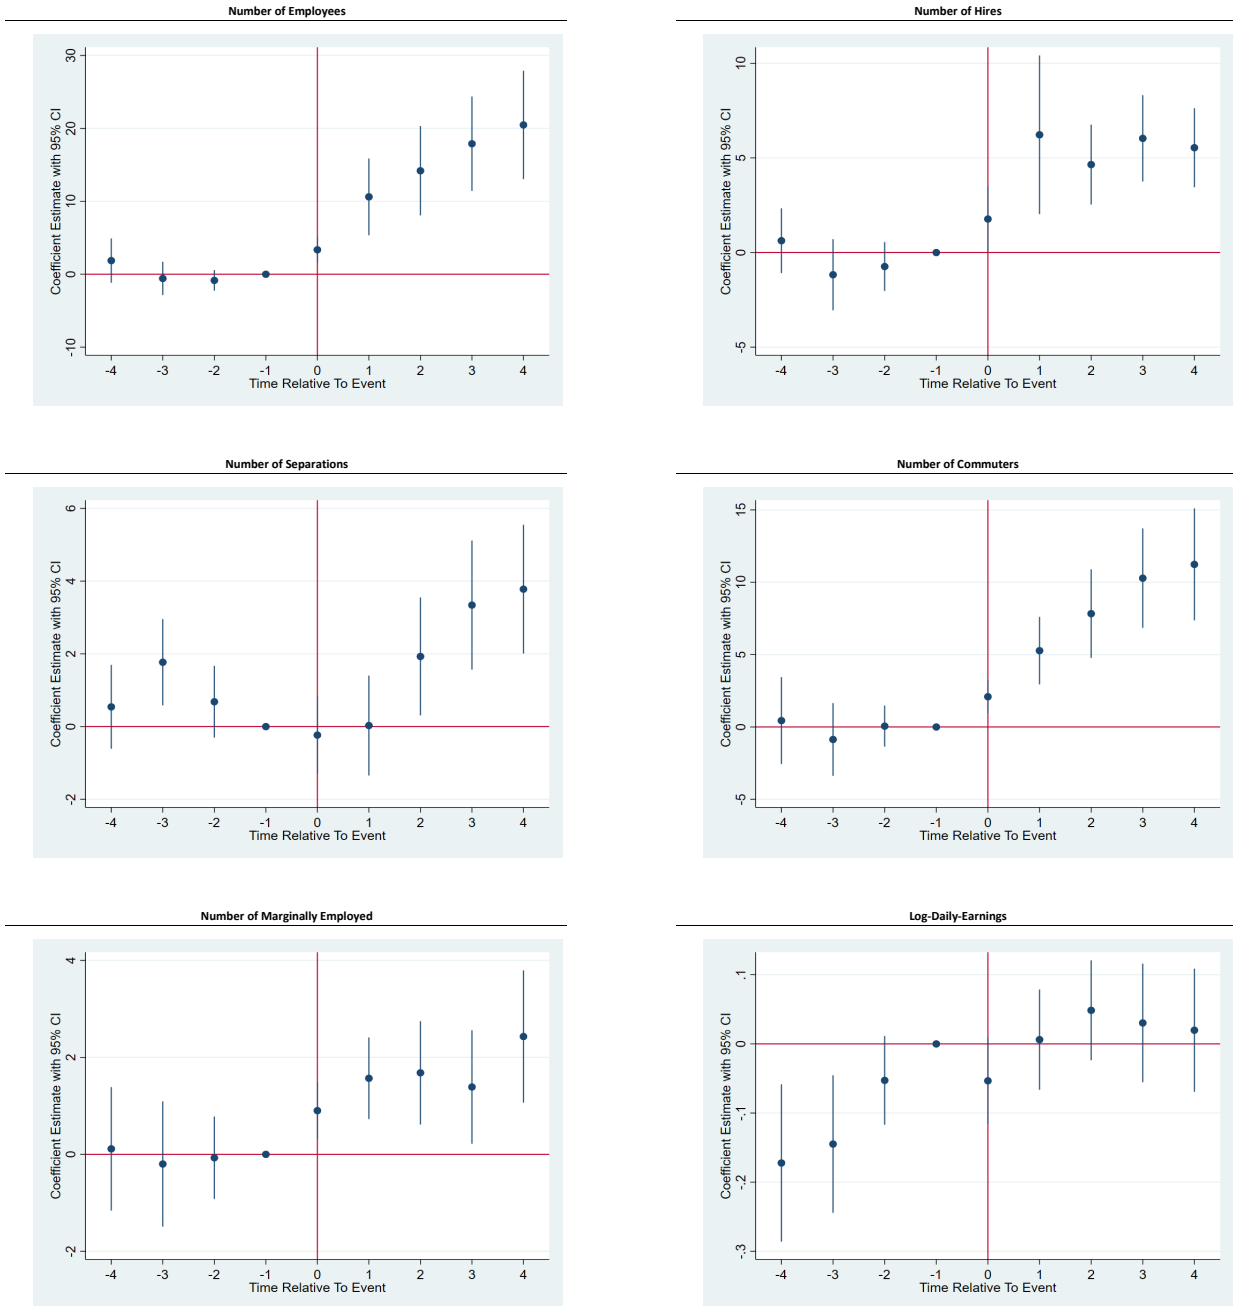 Number of Employees
Coefficient Estimate with 95% CI
30
20
10
0
-10
-4 -3 -2 -1 0 1 2 3 4
Time Relative To Event
Number of Hires
Coefficient Estimate with 95% CI
10
5
0
-5
-4 -3 -2 -1 0 1 2 3 4
Time Relative To Event
Number of Separations
Coefficient Estimate with 95% CI
6
4
2
0
-2
-4 -3 -2 -1 0 1 2 3 4
Time Relative To Event
Number of Commuters
Coefficient Estimate with 95% CI
15
10
5
0
-5
-4 -3 -2 -1 0 1 2 3 4
Time Relative To Event
Number of Marginally Employed
Coefficient Estimate with 95% CI
4
2
0
-2
-4 -3 -2 -1 0 1 2 3 4
Time Relative To Event
Log-Daily-Earnings
Coefficient Estimate with 95% CI
.1
0
-.1
-.2
-.3
-4 -3 -2 -1 0 1 2 3 4
Time Relative To Event